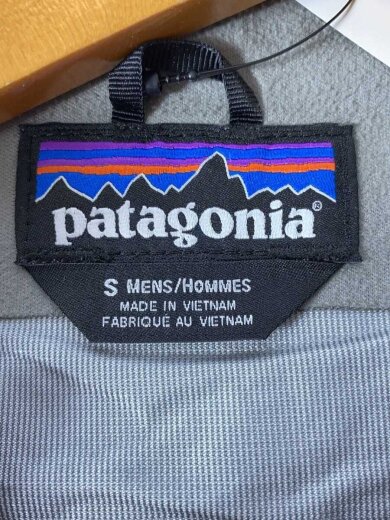 patagonia®
S MENS/HOMMES
MADE IN VIETNAM
FABRIQUÉ AU VIETNAM